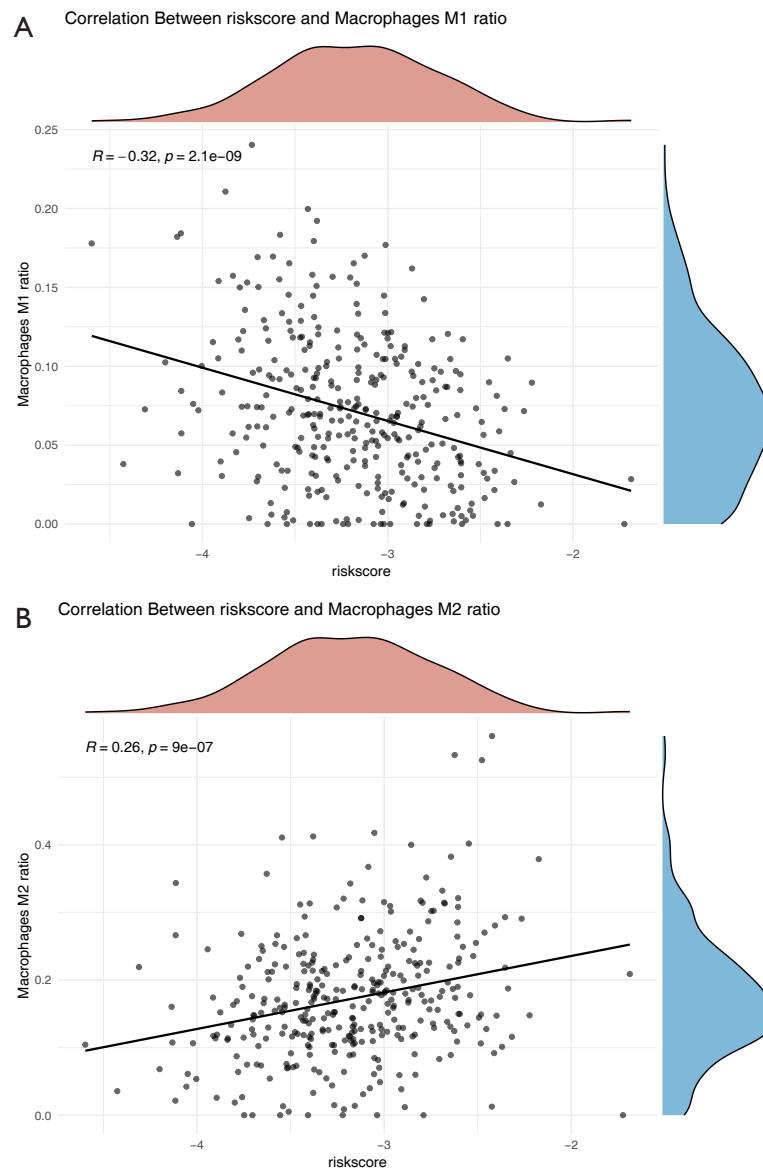 A
Correlation Between riskscore and Macrophages M1 ratio
0.25
R = −0.32, p = 2.1e−09
0.20
0.15
Macrophages M1 ratio
0.10
0.05
0.00
−4
−3
−2
riskscore
B
Correlation Between riskscore and Macrophages M2 ratio
R = 0.26, p = 9e−07
0.4
Macrophages M2 ratio
0.2
0.0
−4
−3
−2
riskscore